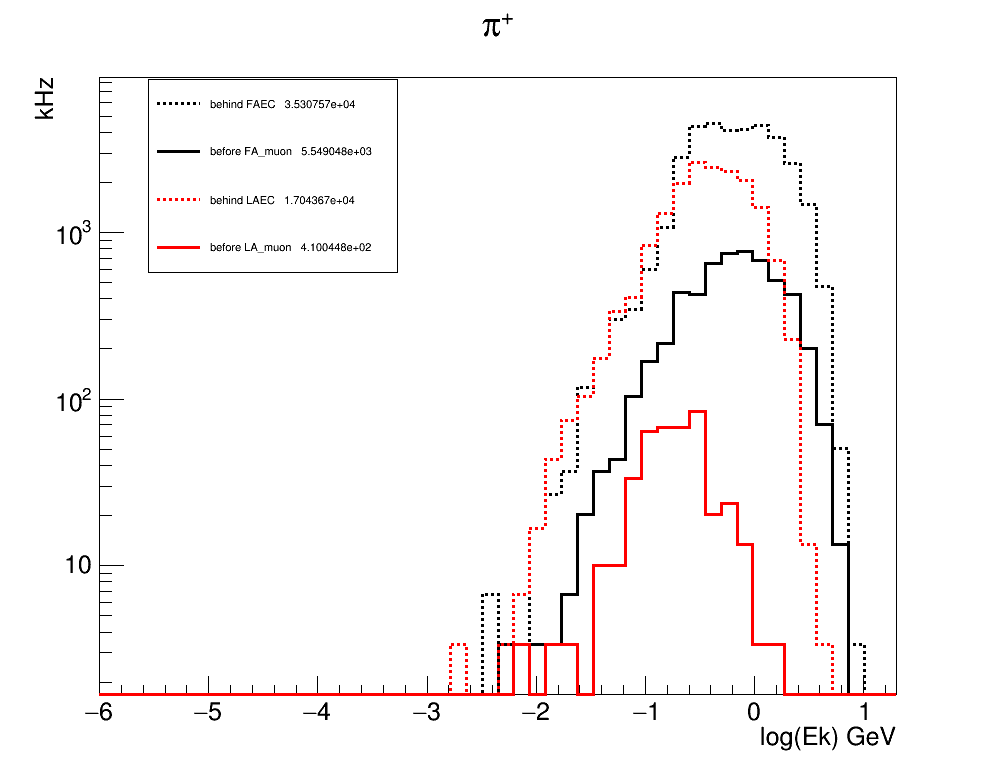 π⁺
kHz
behind FAEC 3.530757e+04
before FA_muon 5.549048e+03
behind LAEC 1.704367e+04
before LA_muon 4.100448e+02
10³
10²
10
−6 −5 −4 −3 −2 −1 0 1
log(Ek) GeV